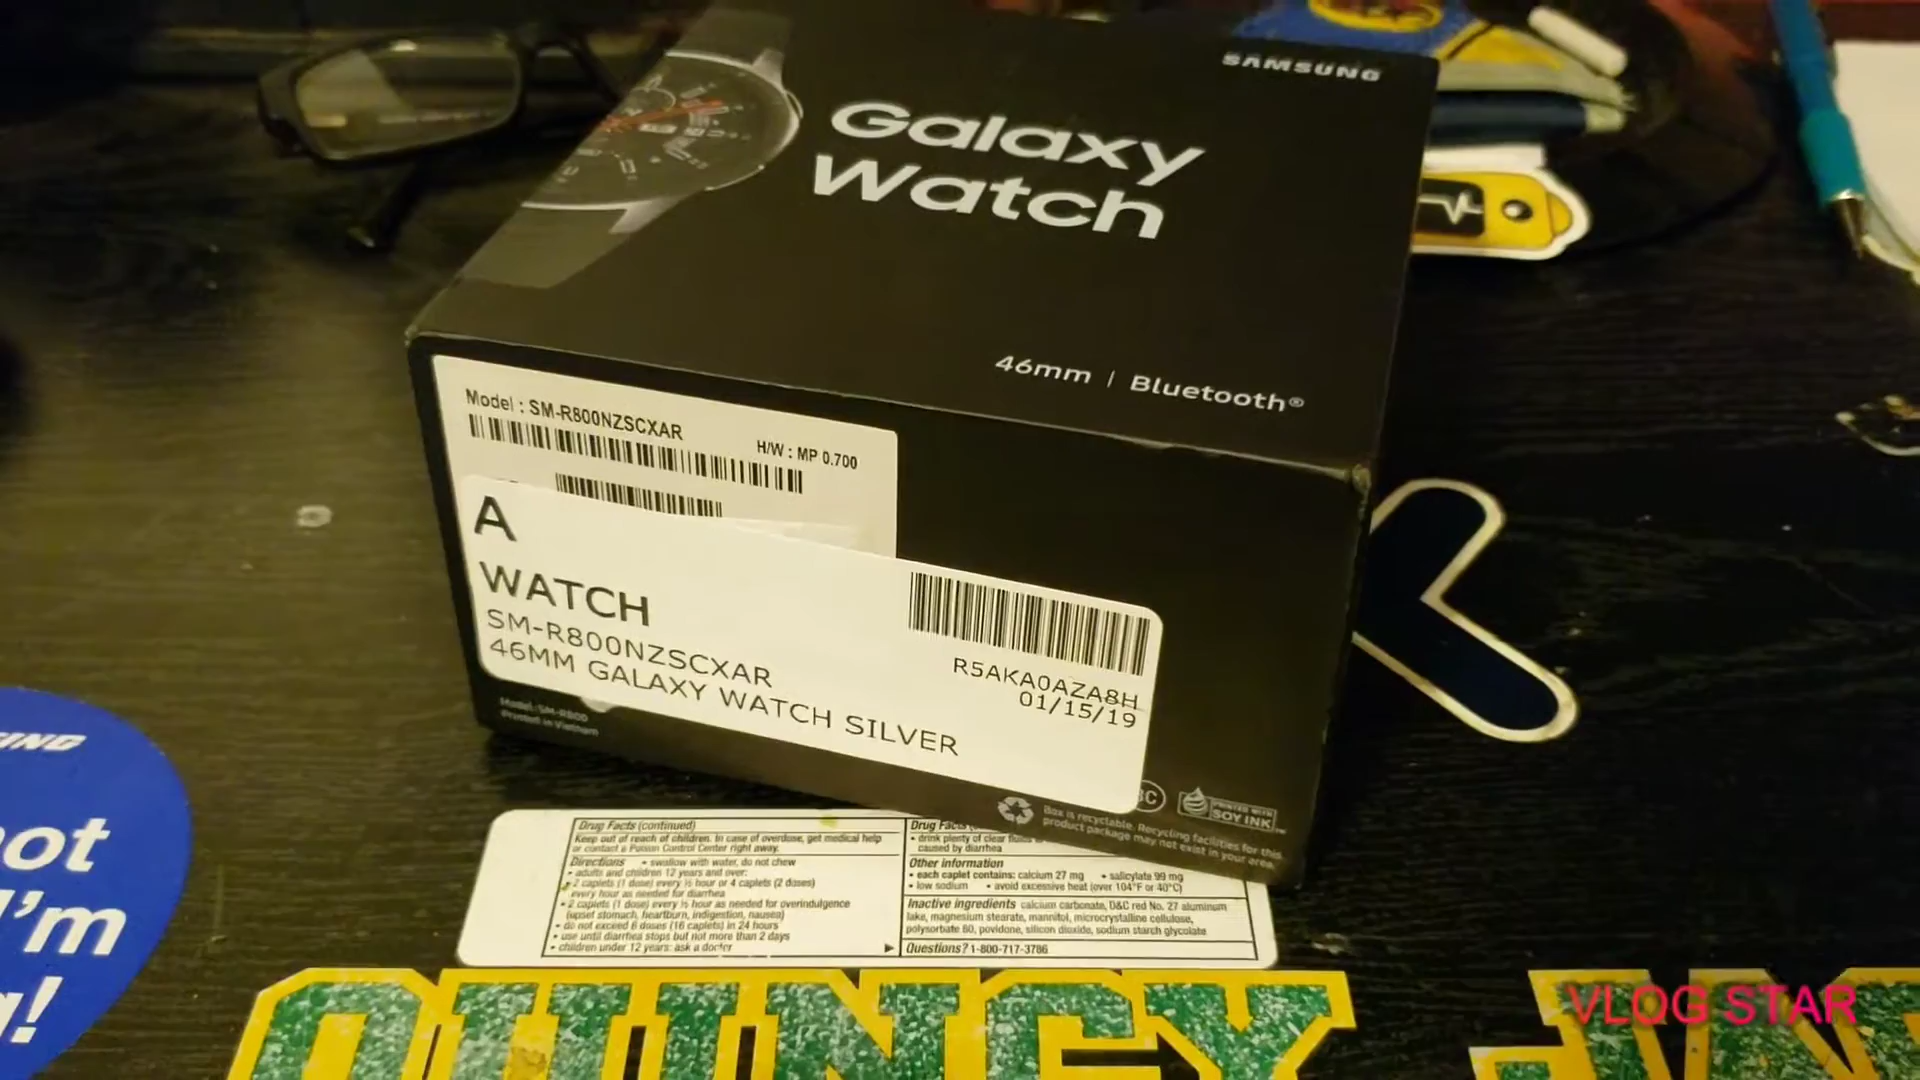 SAMSUNG
Galaxy
Watch
46mm | Bluetooth®
Model : SM-R800NZSCXAR
H/W : MP 0.700
A
WATCH
SM-R800NZSCXAR
46MM GALAXY WATCH SILVER
R5AKA0AZA8H
01/15/19
Model: SM-R800
Printed in Vietnam
Box is recyclable. Recycling facilities for this
product package may not exist in your area.
PRINTED WITH
SOY INK
Drug Facts (continued)
Keep out of reach of children. In case of overdose, get medical help
or contact a Poison Control Center right away.
Directions • swallow with water, do not chew
• adults and children 12 years and over:
• 2 caplets (1 dose) every ½ hour or 4 caplets (2 doses)
every hour as needed for diarrhea
• 2 caplets (1 dose) every ½ hour as needed for overindulgence
(upset stomach, heartburn, indigestion, nausea)
• do not exceed 8 doses (16 caplets) in 24 hours
• use until diarrhea stops but not more than 2 days
• children under 12 years: ask a doctor
Drug
• drink plenty of clear
caused by diarrhea
Other information
• each caplet contains: calcium 27 mg • salicylate 99 mg
• low sodium • avoid excessive heat (over 104°F or 40°C)
Inactive ingredients calcium carbonate, D&C red No. 27 aluminum
lake, magnesium stearate, mannitol, microcrystalline cellulose,
polysorbate 80, povidone, silicon dioxide, sodium starch glycolate
Questions? 1-800-717-3786
I'm
QUINCY
VLOG STAR